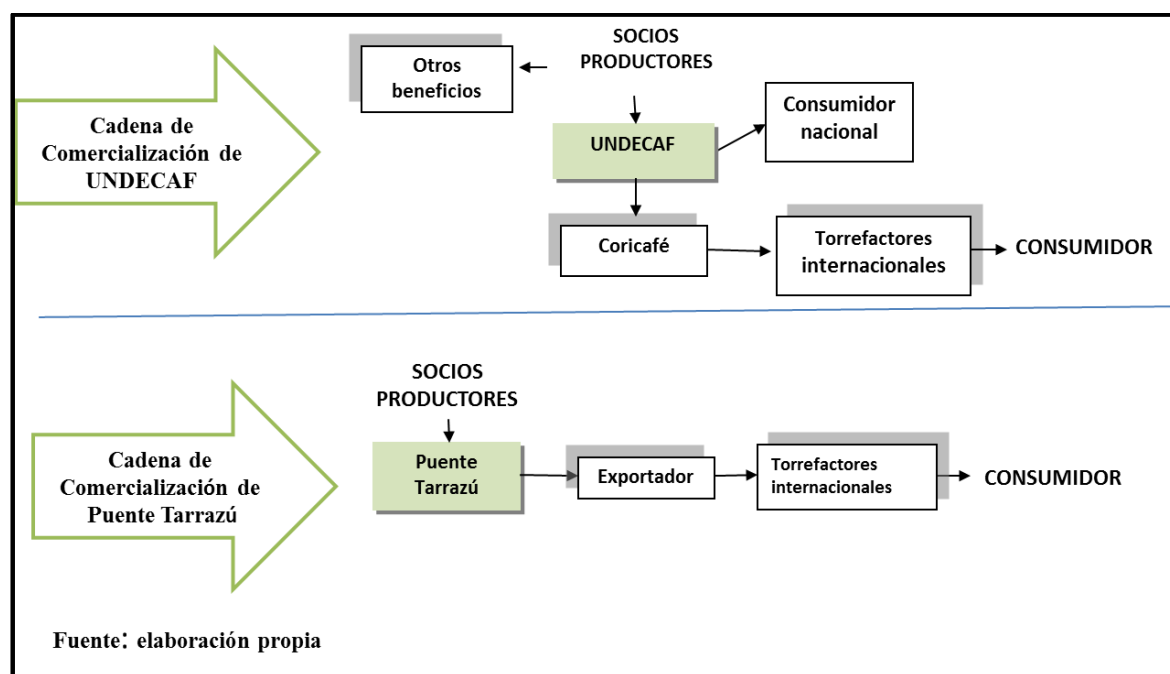 Cadena de
Comercialización de
UNDECAF
SOCIOS
PRODUCTORES
Otros
beneficios
UNDECAF
Consumidor
nacional
Coricafé
Torrefactores
internacionales
CONSUMIDOR
Cadena de
Comercialización de
Puente Tarrazú
SOCIOS
PRODUCTORES
Puente
Tarrazú
Exportador
Torrefactores
internacionales
CONSUMIDOR
Fuente: elaboración propia